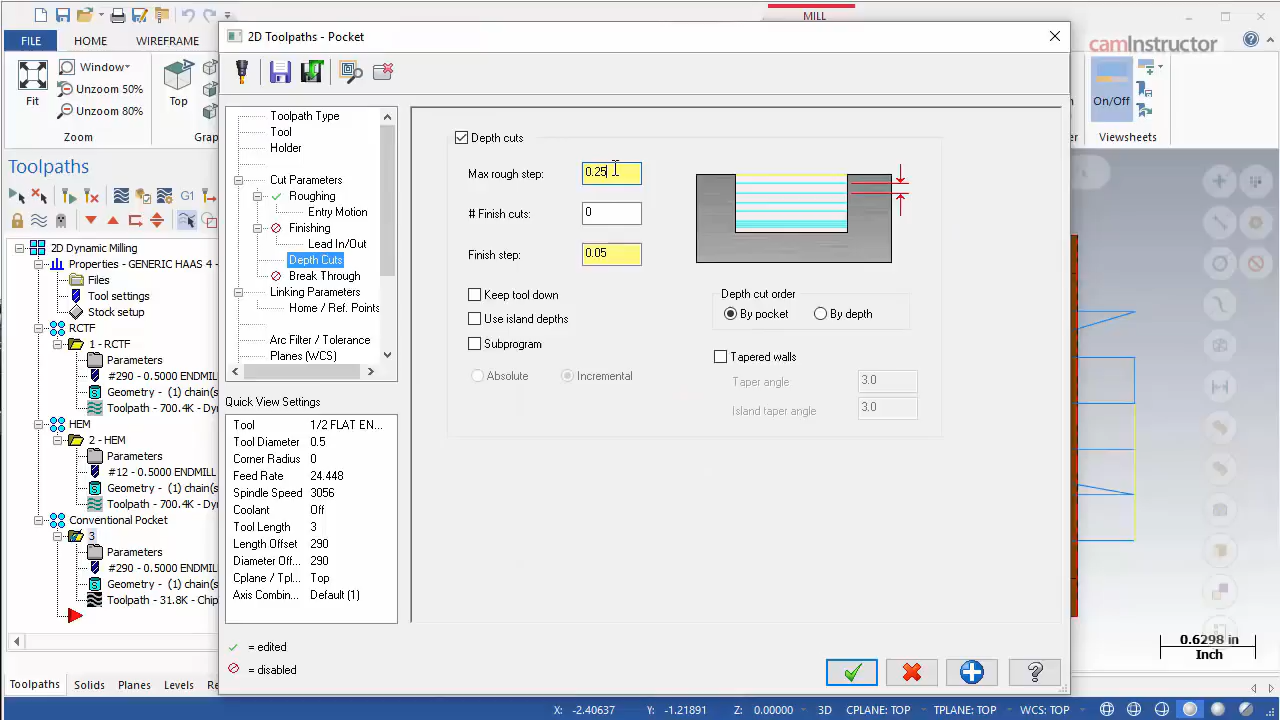 MILL
FILE
HOME
WIREFRAME
2D Toolpaths - Pocket
camInstructor
Fit
Window
Unzoom 50%
Unzoom 80%
Top
Zoom
On/Off
Viewsheets
Toolpaths
G1
2D Dynamic Milling
Properties - GENERIC HAAS 4 -
Files
Tool settings
Stock setup
RCTF
1 - RCTF
Parameters
#290 - 0.5000 ENDMILL
Geometry - (1) chain(s
Toolpath - 700.4K - Dy
HEM
2 - HEM
Parameters
#12 - 0.5000 ENDMILL
Geometry - (1) chain(s
Toolpath - 700.4K - Dy
Conventional Pocket
3
Parameters
#290 - 0.5000 ENDMILL
Geometry - (1) chain(s
Toolpath - 31.8K - Chip
Toolpath Type
Tool
Holder
Cut Parameters
Roughing
Entry Motion
Finishing
Lead In/Out
Depth Cuts
Break Through
Linking Parameters
Home / Ref. Points
Arc Filter / Tolerance
Planes (WCS)
Quick View Settings
Tool 1/2 FLAT EN...
Tool Diameter 0.5
Corner Radius 0
Feed Rate 24.448
Spindle Speed 3056
Coolant Off
Tool Length 3
Length Offset 290
Diameter Off... 290
Cplane / Tpl... Top
Axis Combin... Default (1)
= edited
= disabled
Depth cuts
Max rough step: 0.25
# Finish cuts: 0
Finish step: 0.05
Keep tool down
Use island depths
Subprogram
Absolute Incremental
Depth cut order
By pocket By depth
Tapered walls
Taper angle 3.0
Island taper angle 3.0
0.6298 in
Inch
Toolpaths Solids Planes Levels
X: -2.40637 Y: -1.21891 Z: 0.00000 3D CPLANE: TOP TPLANE: TOP WCS: TOP